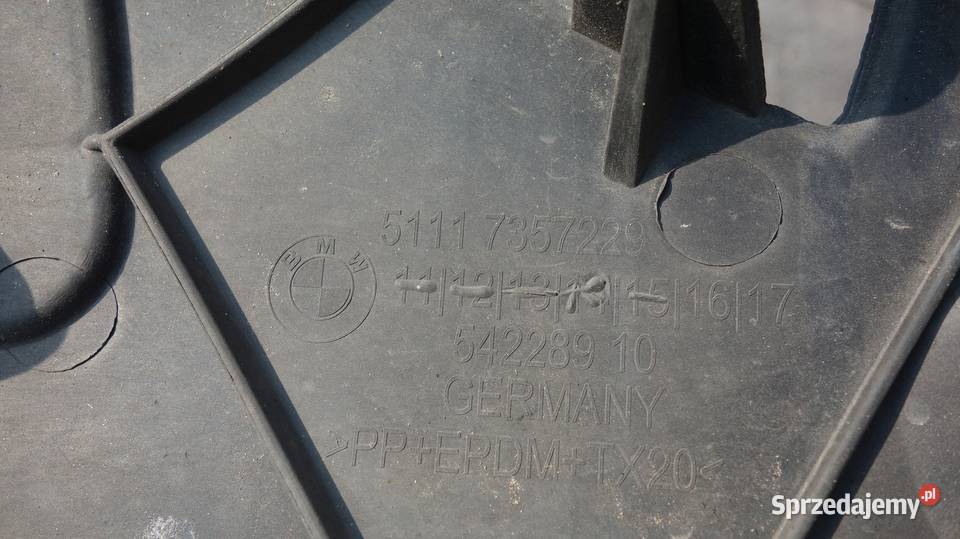 BMW
5111 7357229
11|12|13|14|15|16|17
542289 10
GERMANY
>PP+EPDM+TX20<
Sprzedajemy.pl